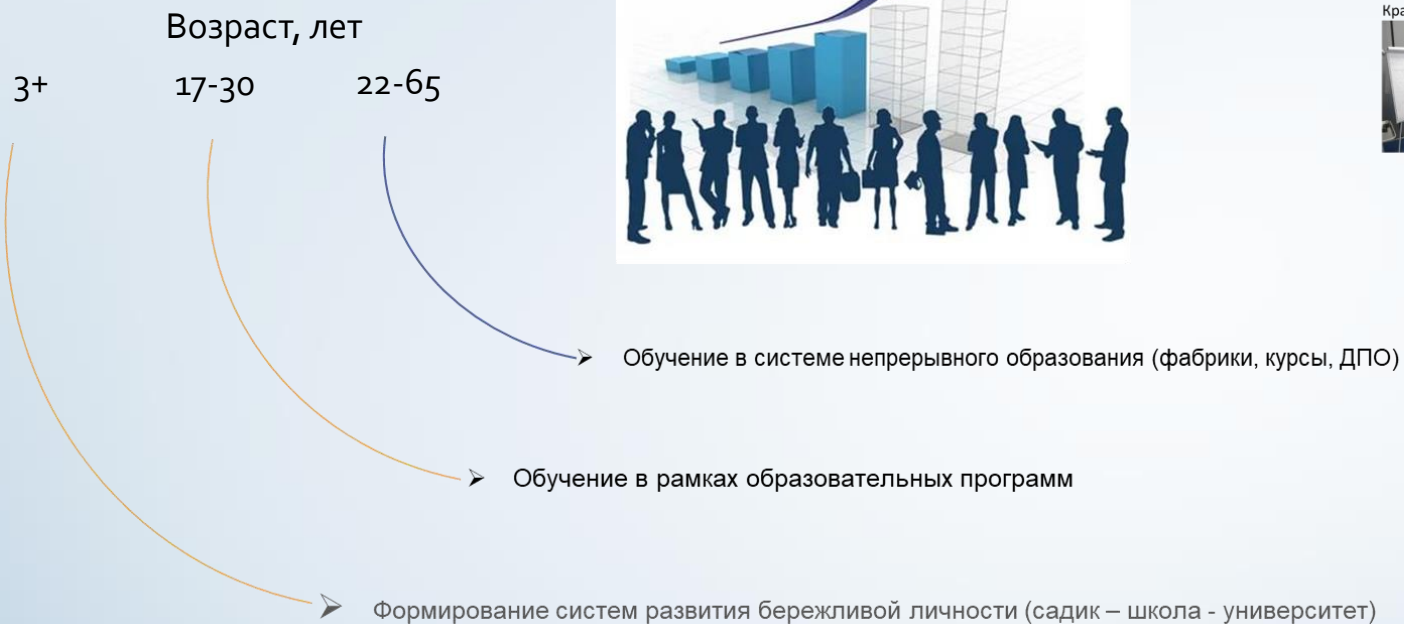 Возраст, лет
3+ 17-30 22-65
Обучение в системе непрерывного образования (фабрики, курсы, ДПО)
Обучение в рамках образовательных программ
Формирование систем развития бережливой личности (садик – школа - университет)